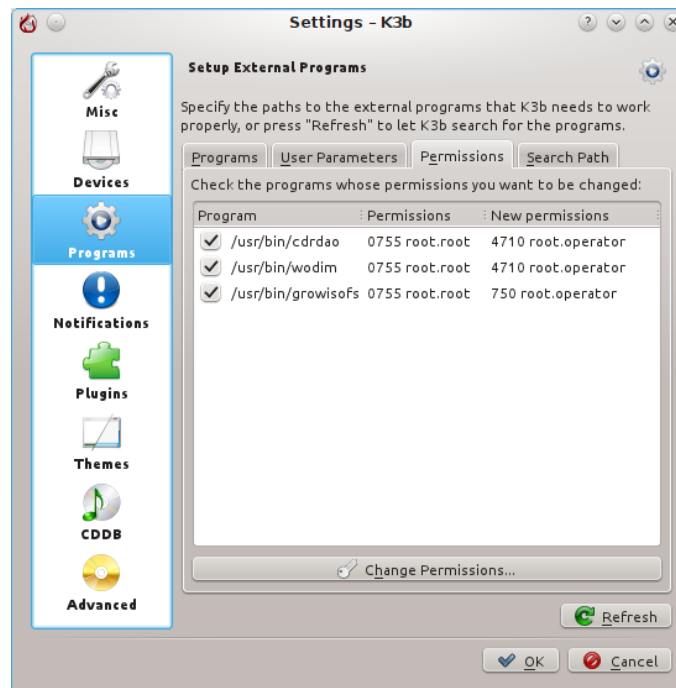 Settings - K3b
Misc
Devices
Programs
Notifications
Plugins
Themes
CDDB
Advanced
Setup External Programs
Specify the paths to the external programs that K3b needs to work
properly, or press "Refresh" to let K3b search for the programs.
Programs User Parameters Permissions Search Path
Check the programs whose permissions you want to be changed:
Program Permissions New permissions
/usr/bin/cdrdao 0755 root.root 4710 root.operator
/usr/bin/wodim 0755 root.root 4710 root.operator
/usr/bin/growisofs 0755 root.root 750 root.operator
Change Permissions...
Refresh
OK Cancel